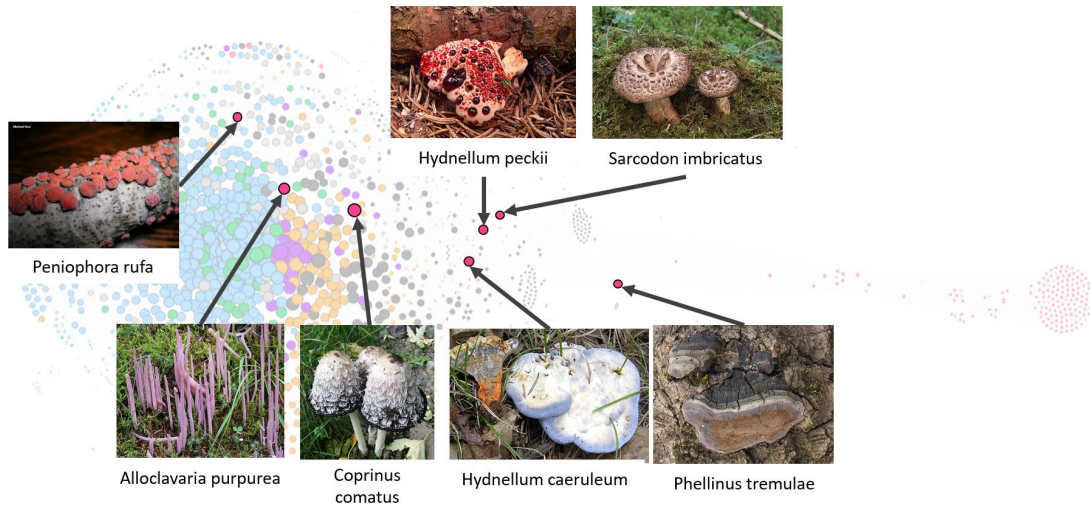 Hydnellum peckii
Sarcodon imbricatus
Peniophora rufa
Alloclavaria purpurea
Coprinus
comatus
Hydnellum caeruleum
Phellinus tremulae